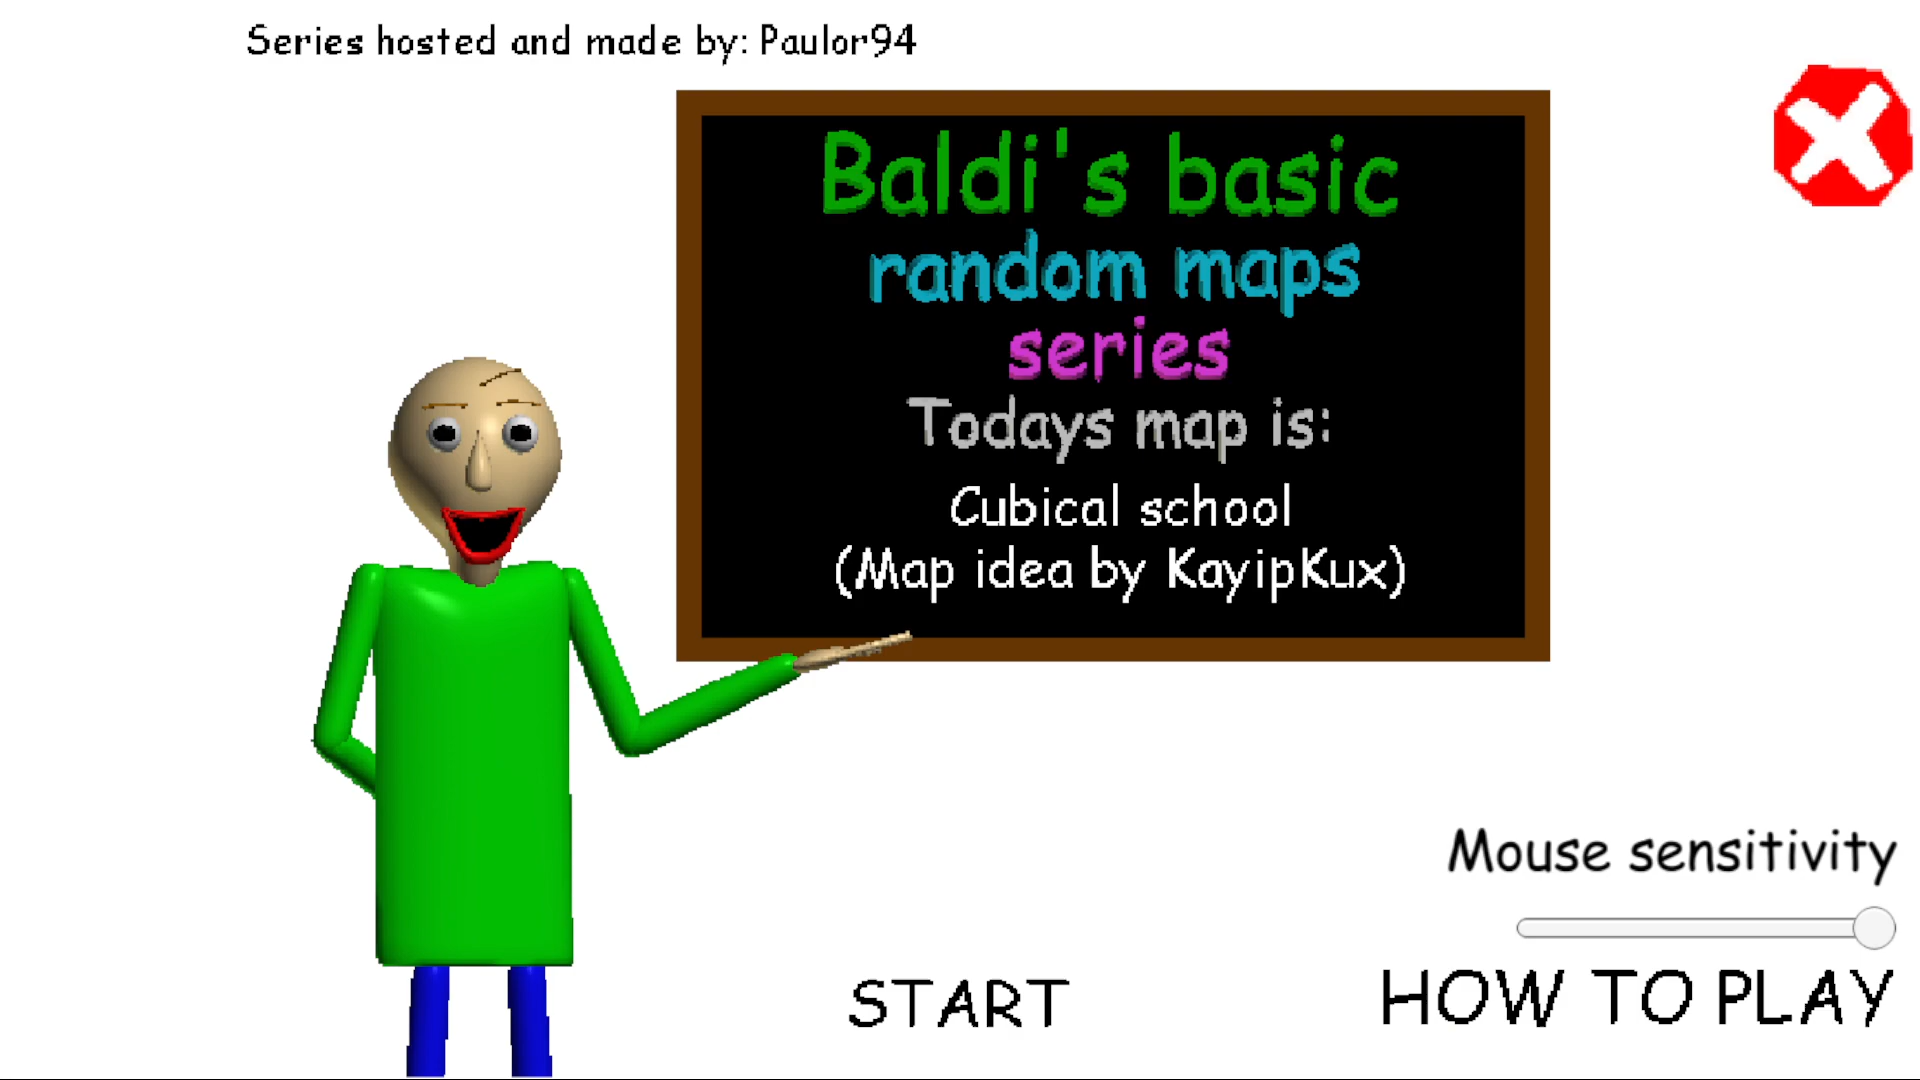 Series hosted and made by: Paulor94
Baldi's basic
random maps
series
Todays map is:
Cubical school
(Map idea by KayipKux)
Mouse sensitivity
START
HOW TO PLAY